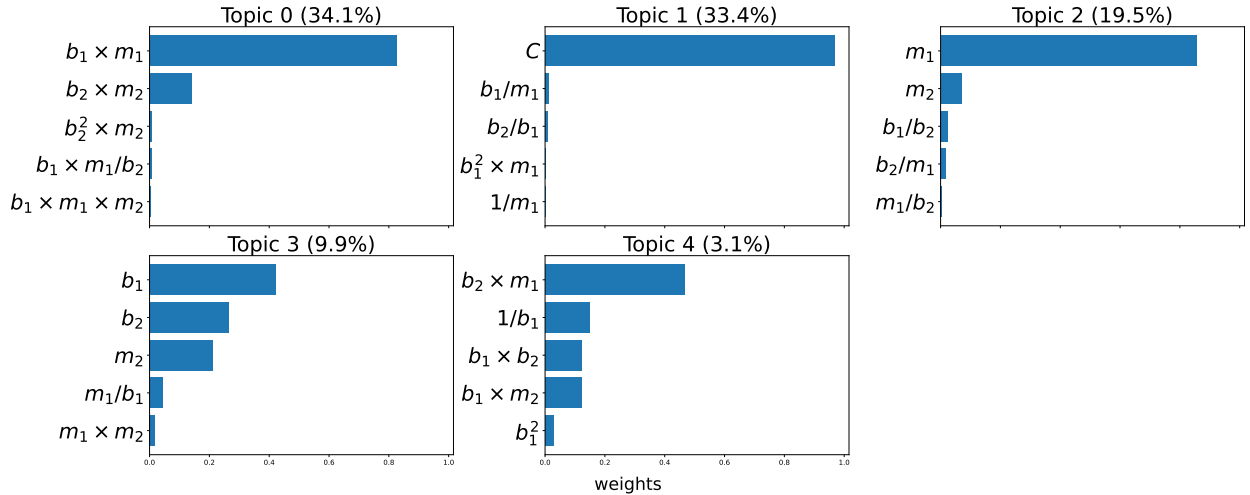 Topic 0 (34.1%)
b₁ × m₁
b₂ × m₂
b₂² × m₂
b₁ × m₁/b₂
b₁ × m₁ × m₂
Topic 1 (33.4%)
C
b₁/m₁
b₂/b₁
b₁² × m₁
1/m₁
Topic 2 (19.5%)
m₁
m₂
b₁/b₂
b₂/m₁
m₁/b₂
Topic 3 (9.9%)
b₁
b₂
m₂
m₁/b₁
m₁ × m₂
0.0 0.2 0.4 0.6 0.8 1.0
Topic 4 (3.1%)
b₂ × m₁
1/b₁
b₁ × b₂
b₁ × m₂
b₁²
0.0 0.2 0.4 0.6 0.8 1.0
weights